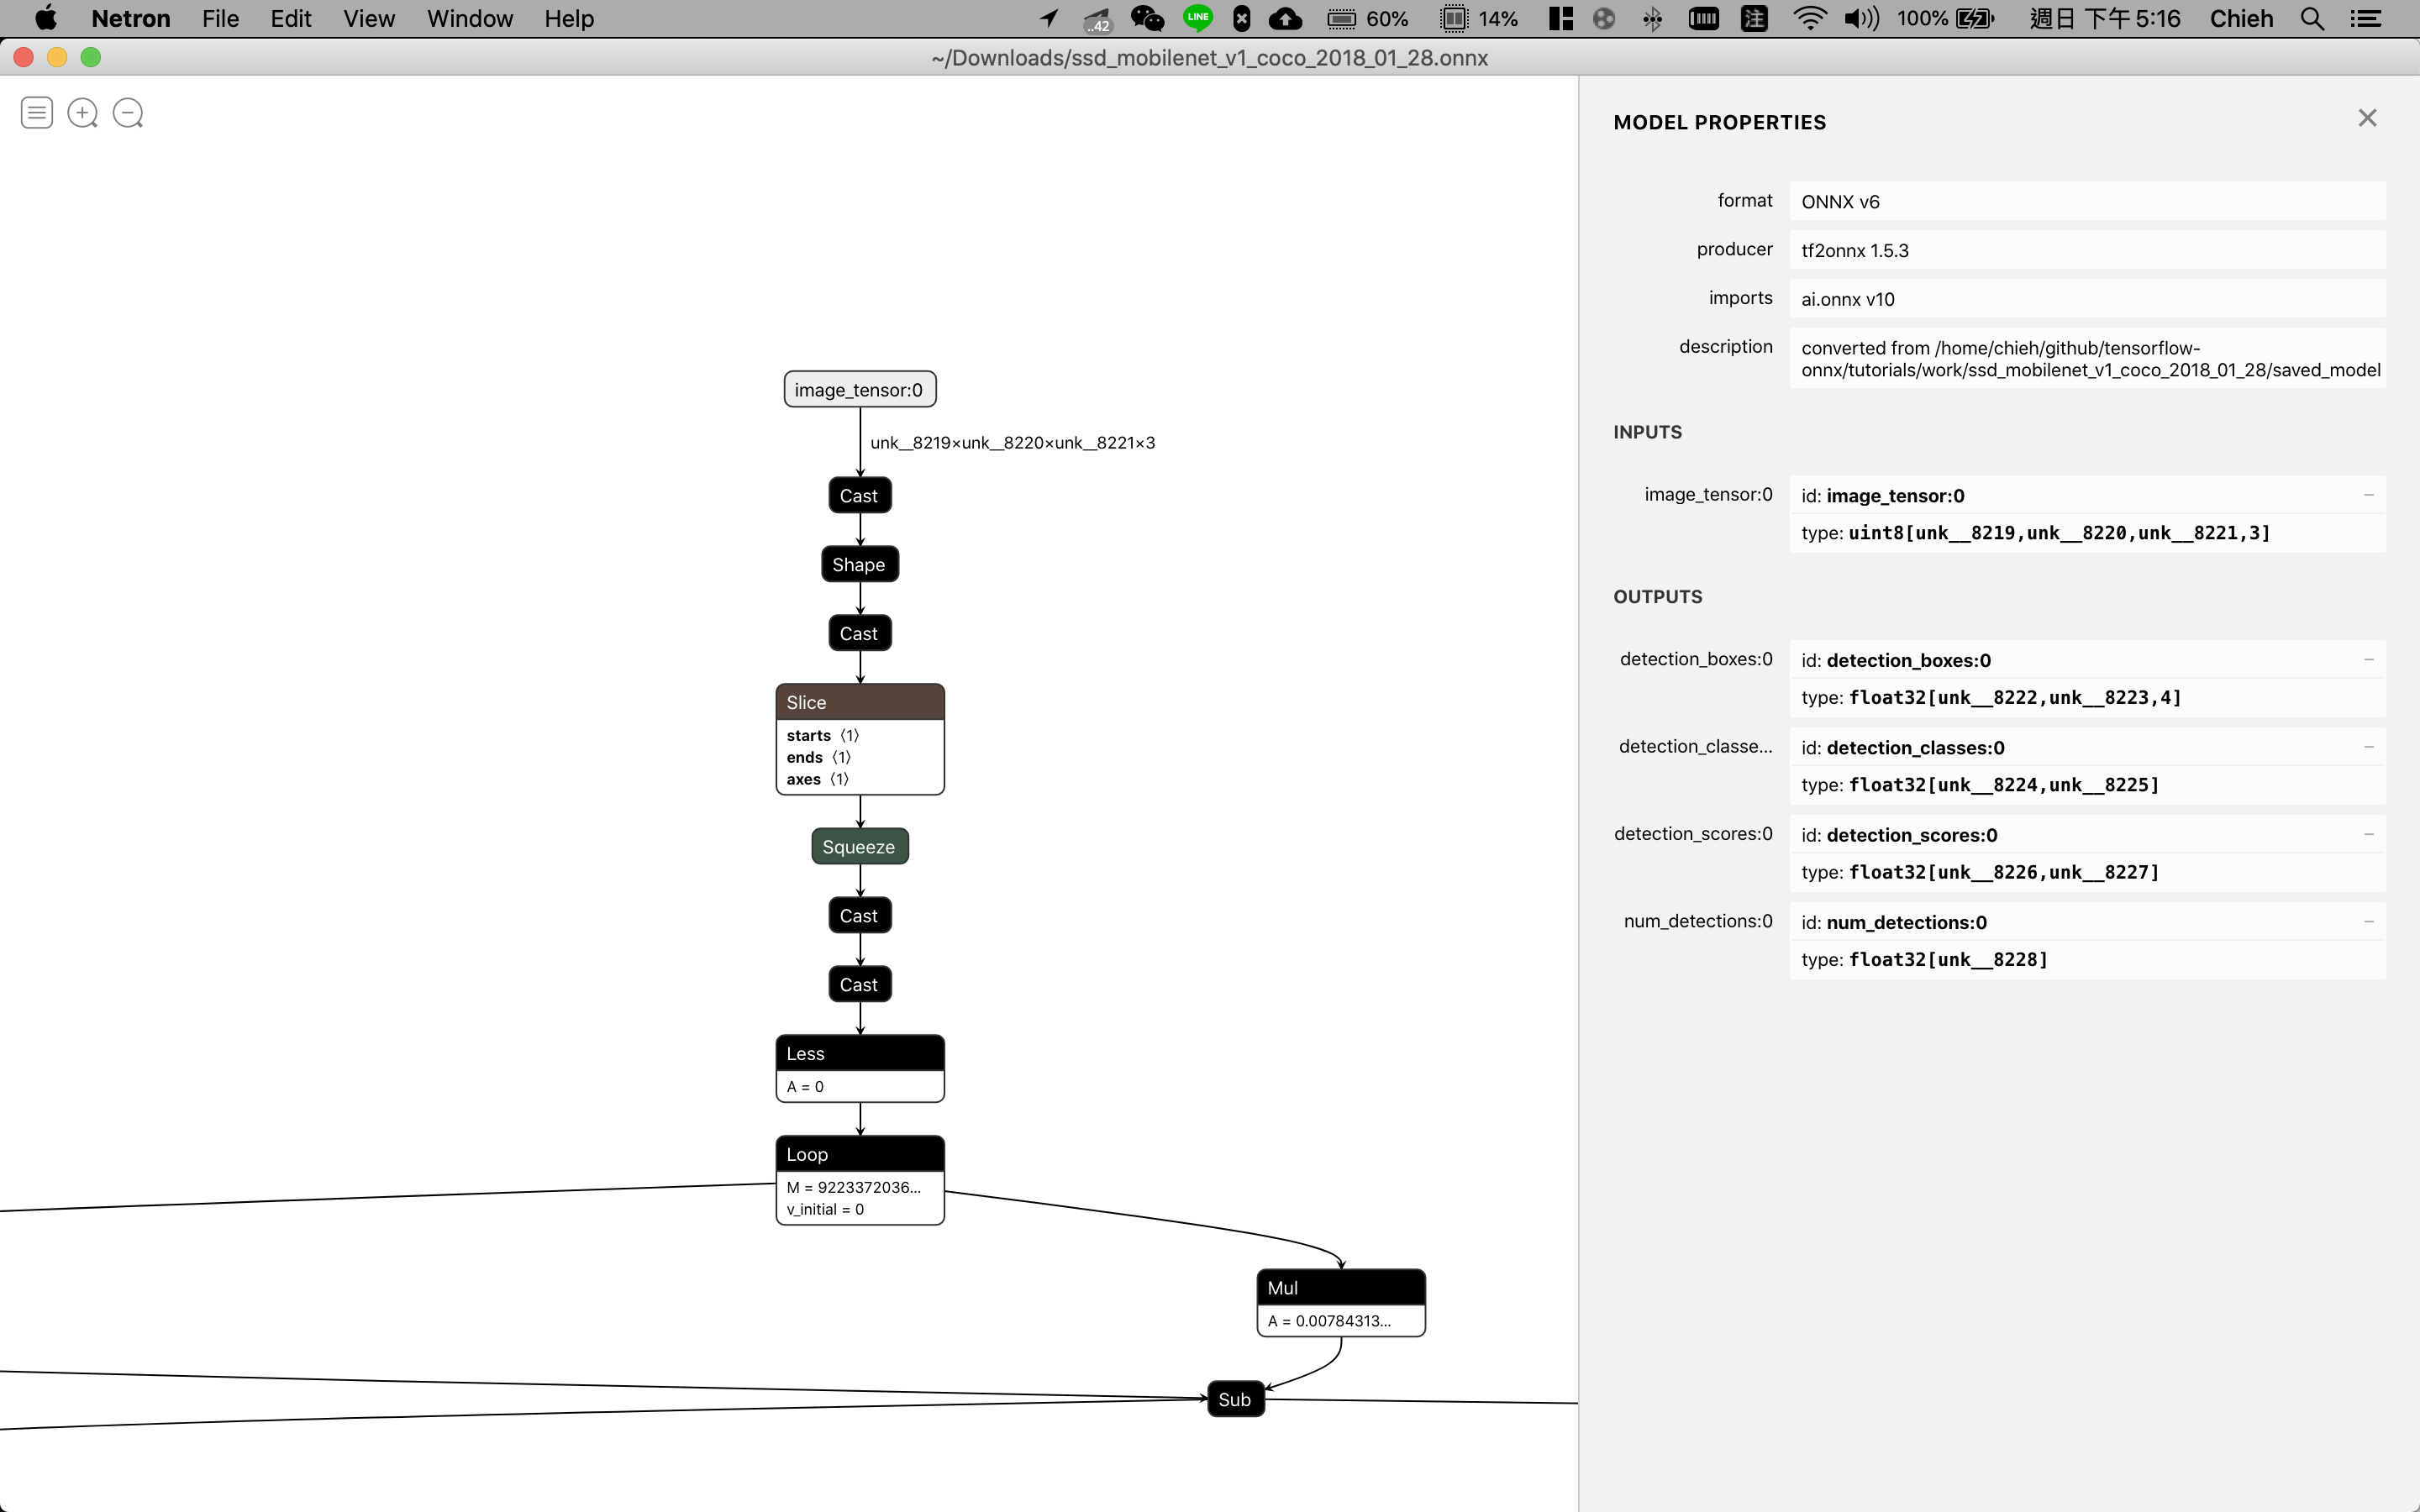 Netron File Edit View Window Help ..42 LINE 60% 14% 注 100% 週日 下午 5:16 Chieh
~/Downloads/ssd_mobilenet_v1_coco_2018_01_28.onnx
image_tensor:0
unk__8219×unk__8220×unk__8221×3
Cast
Shape
Cast
Slice
starts ⟨1⟩
ends ⟨1⟩
axes ⟨1⟩
Squeeze
Cast
Cast
Less
A = 0
Loop
M = 9223372036...
v_initial = 0
Mul
A = 0.00784313...
Sub
MODEL PROPERTIES
format ONNX v6
producer tf2onnx 1.5.3
imports ai.onnx v10
description converted from /home/chieh/github/tensorflow-
onnx/tutorials/work/ssd_mobilenet_v1_coco_2018_01_28/saved_model
INPUTS
image_tensor:0 id: image_tensor:0
type: uint8[unk__8219,unk__8220,unk__8221,3]
OUTPUTS
detection_boxes:0 id: detection_boxes:0
type: float32[unk__8222,unk__8223,4]
detection_classe... id: detection_classes:0
type: float32[unk__8224,unk__8225]
detection_scores:0 id: detection_scores:0
type: float32[unk__8226,unk__8227]
num_detections:0 id: num_detections:0
type: float32[unk__8228]